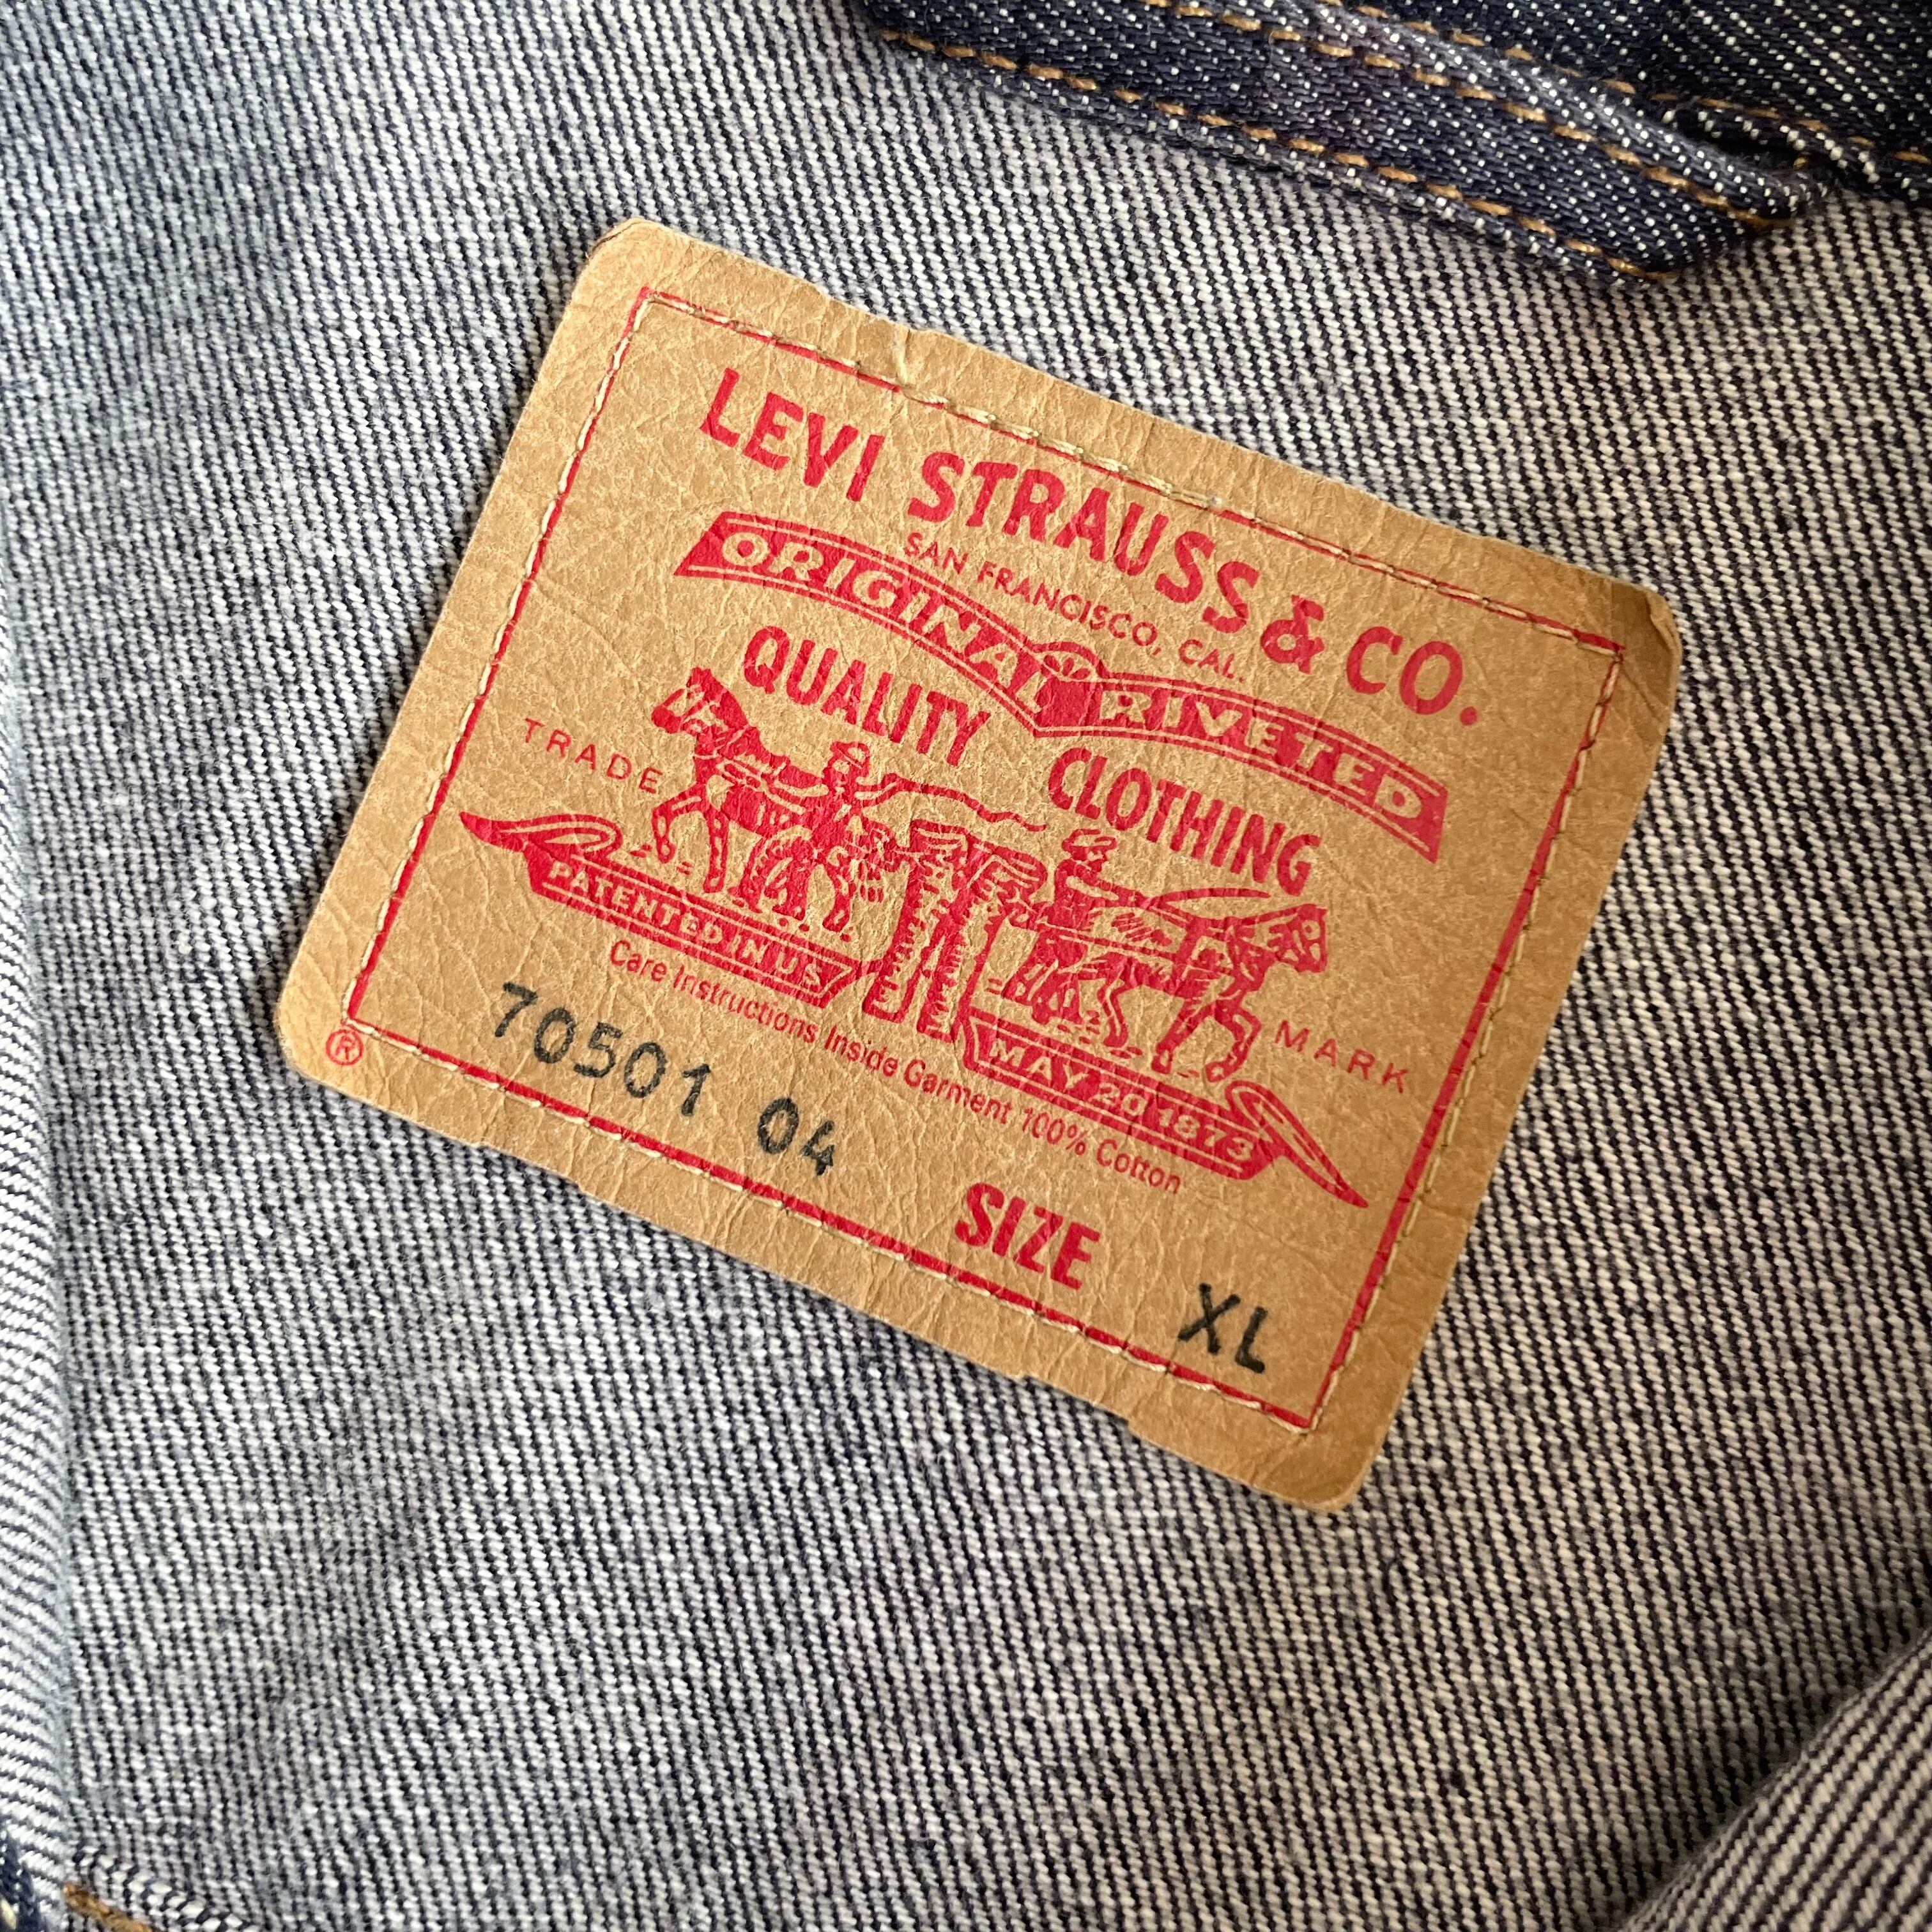 LEVI STRAUSS & CO.
SAN FRANCISCO, CAL.
ORIGINAL RIVETED
QUALITY CLOTHING
TRADE MARK
PATENTED IN US
MAY 20 1873
Care Instructions Inside Garment 100% Cotton
®
70501 04
SIZE XL